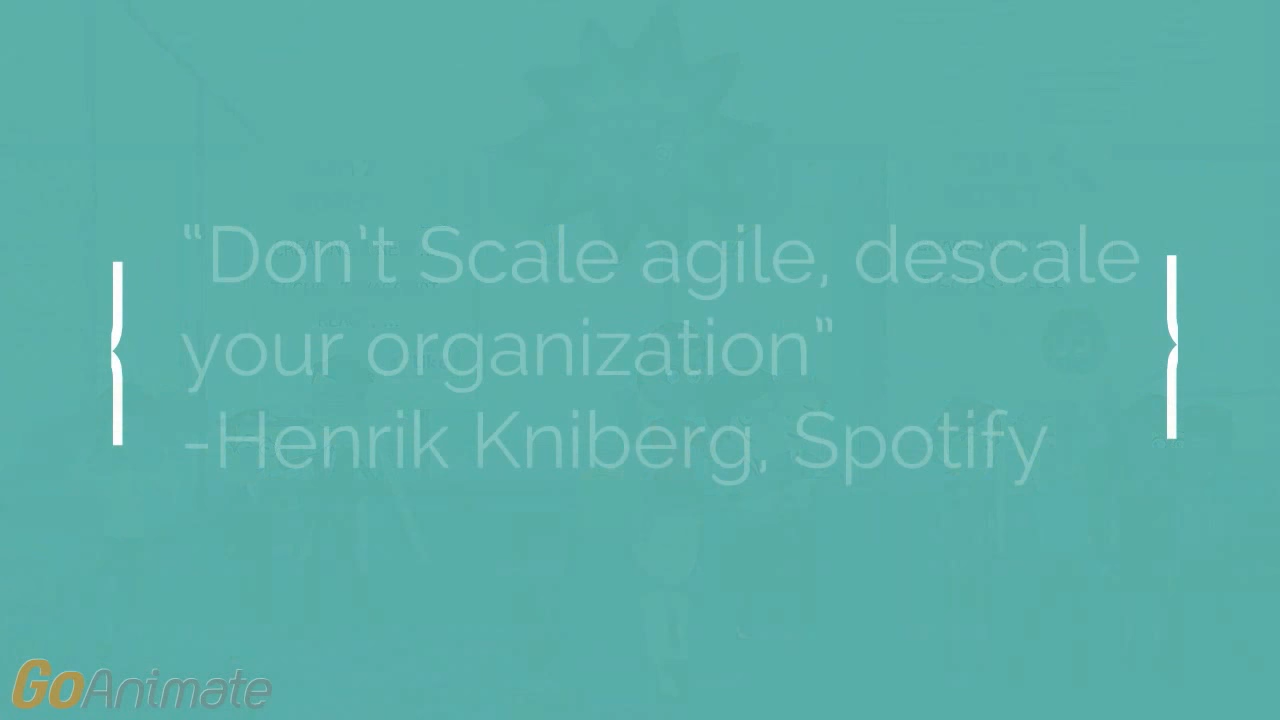 “Don't Scale agile, descale
your organization”
-Henrik Kniberg, Spotify
GoAnimate